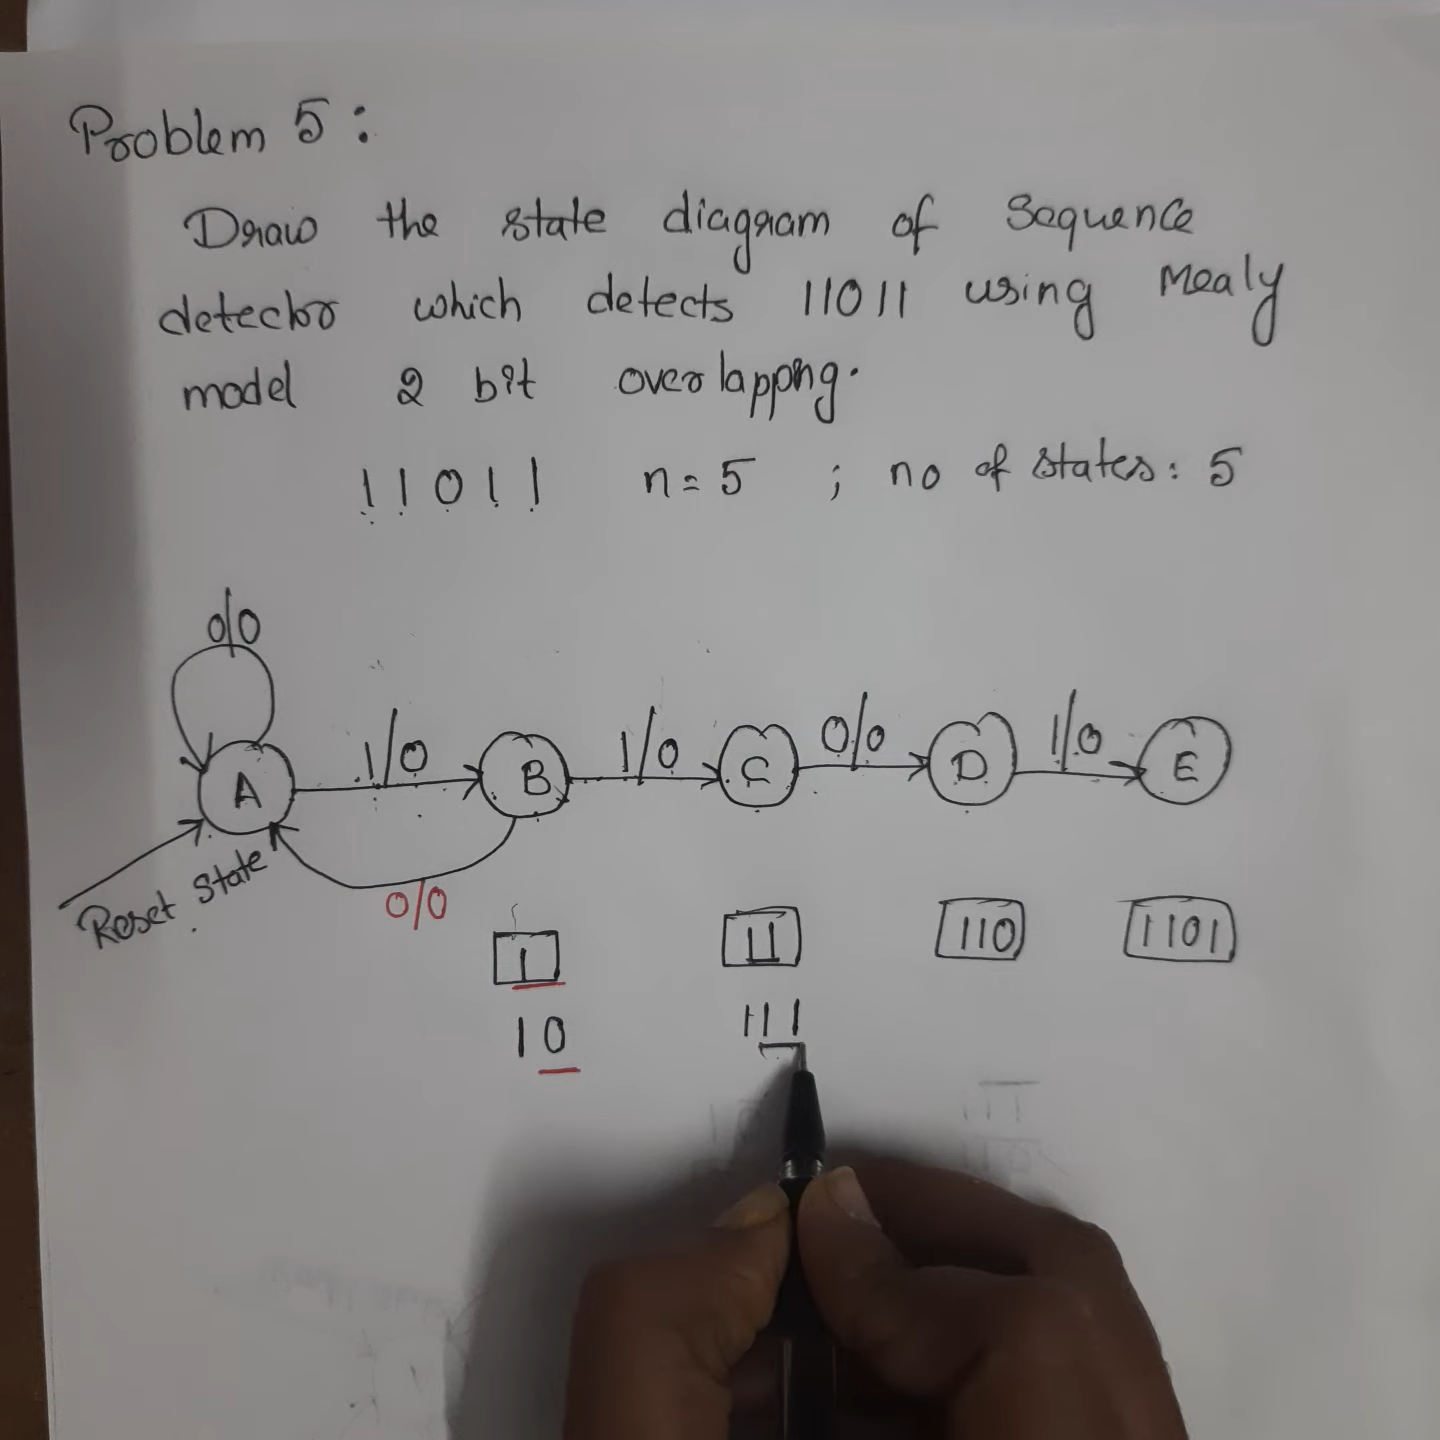 Problem 5 :
Draw the state diagram of sequence
detector which detects 11011 using Mealy
model 2 bit overlapping.
11011 n = 5 ; no of states: 5
0/0
1/0 1/0 0/0 1/0
A B C D E
Reset State
0/0
1 11 110 1101
10 111